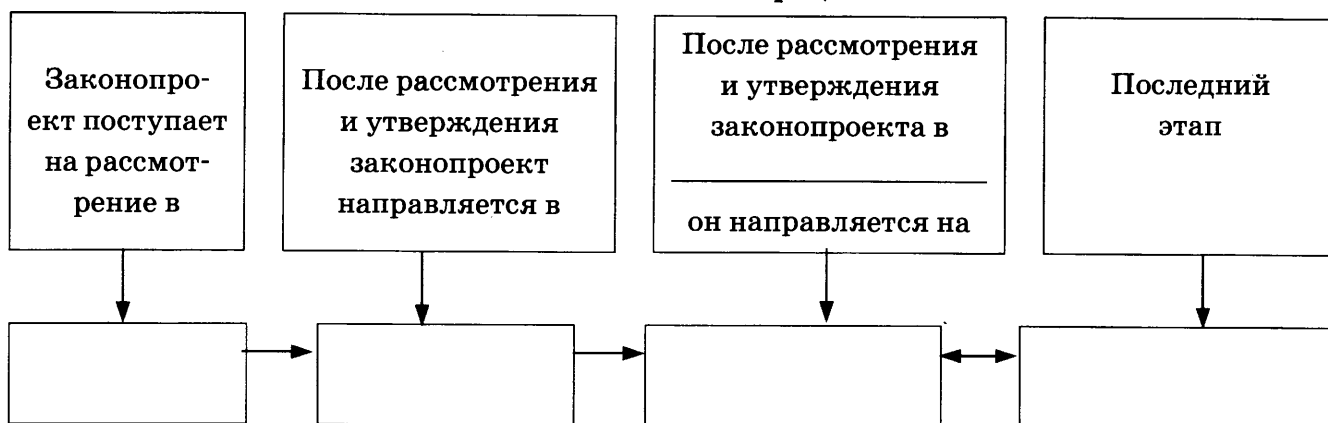 Законопро-
ект поступает
на рассмот-
рение в
После рассмотрения
и утверждения
законопроект
направляется в
После рассмотрения
и утверждения
законопроекта в
он направляется на
Последний
этап